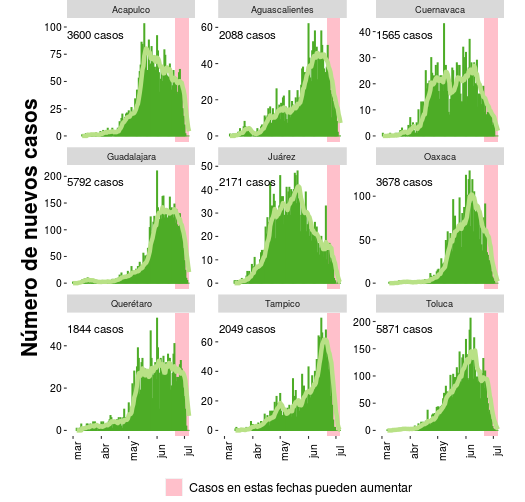 Número de nuevos casos
Acapulco
Aguascalientes
Cuernavaca
100
75
50
25
0
3600 casos
60
40
20
0
2088 casos
40
30
20
10
0
1565 casos
Guadalajara
Juárez
Oaxaca
200
150
100
50
0
5792 casos
50
40
30
20
10
0
2171 casos
100
50
0
3678 casos
Querétaro
Tampico
Toluca
40
20
0
1844 casos
60
40
20
0
2049 casos
200
150
100
50
0
5871 casos
mar abr may jun jul
mar abr may jun jul
mar abr may jun jul
Casos en estas fechas pueden aumentar